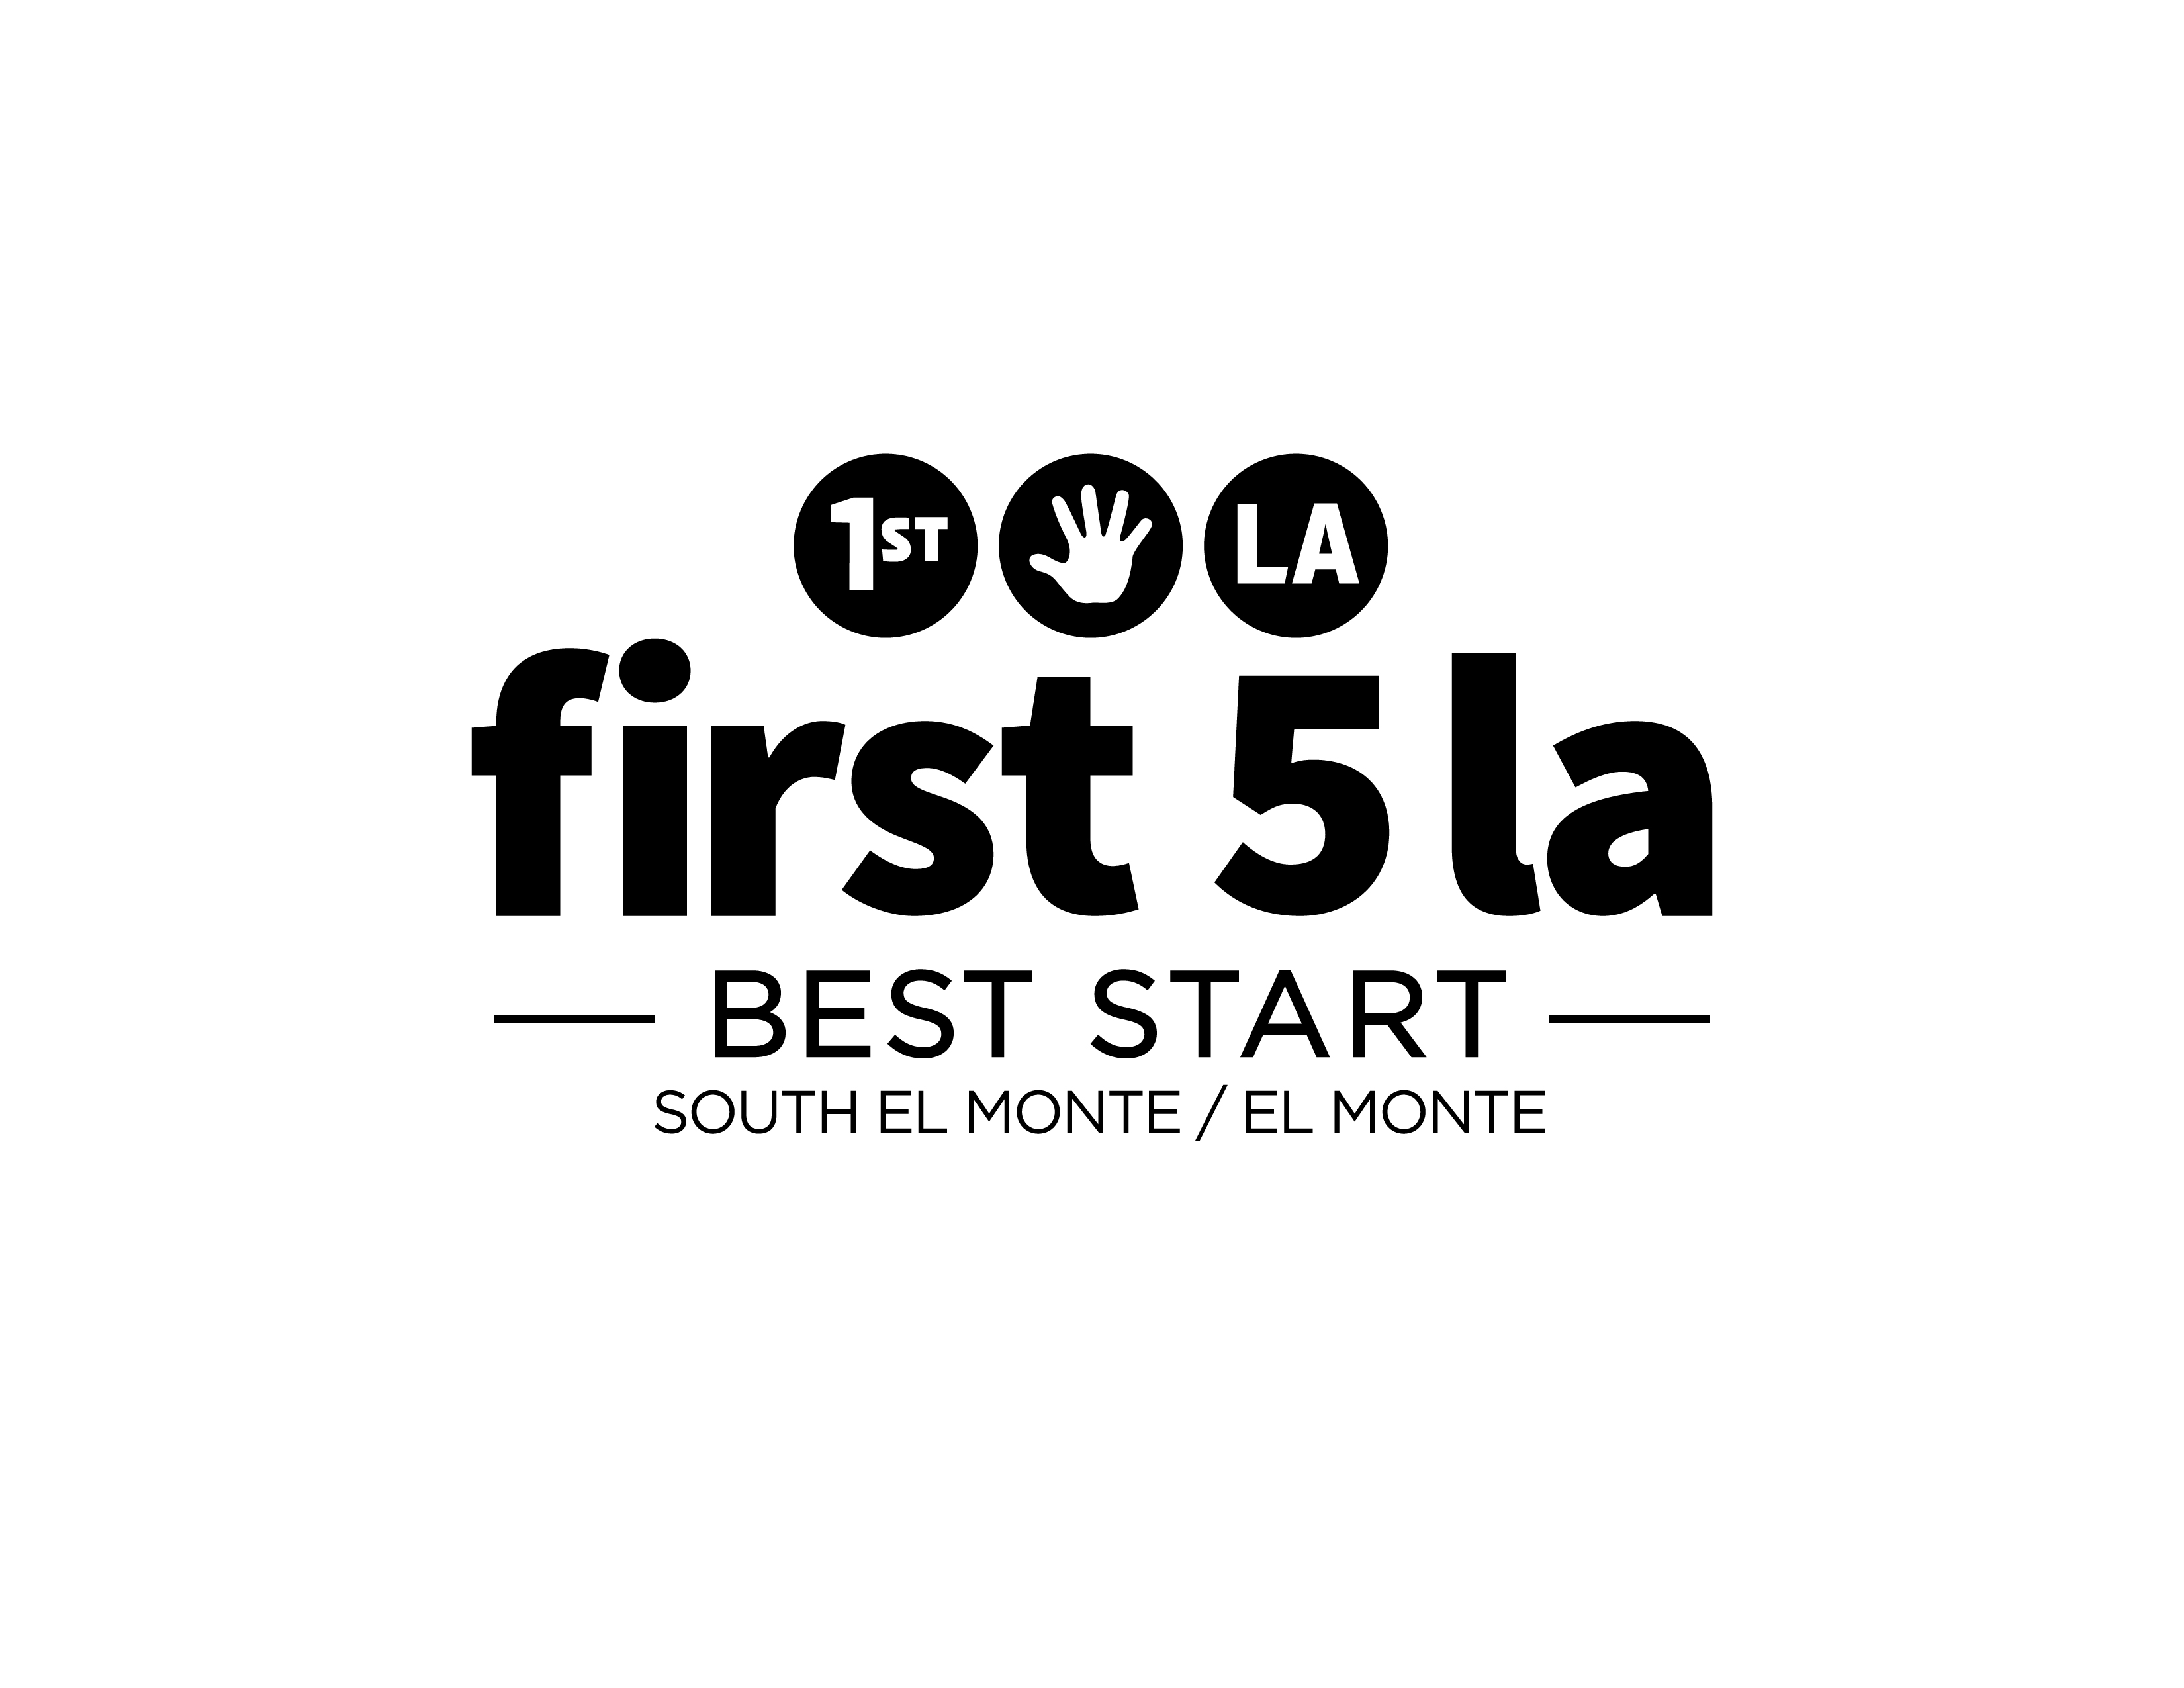 1ST LA
first 5 la
BEST START
SOUTH EL MONTE/EL MONTE